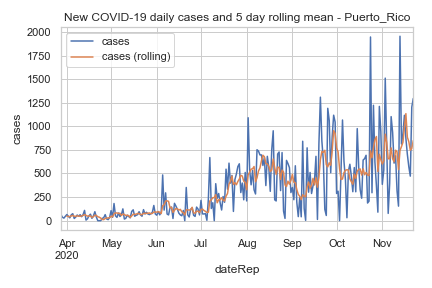 New COVID-19 daily cases and 5 day rolling mean - Puerto_Rico
cases
cases (rolling)
2000
1750
1500
1250
1000
750
500
250
0
cases
Apr May Jun Jul Aug Sep Oct Nov
2020
dateRep